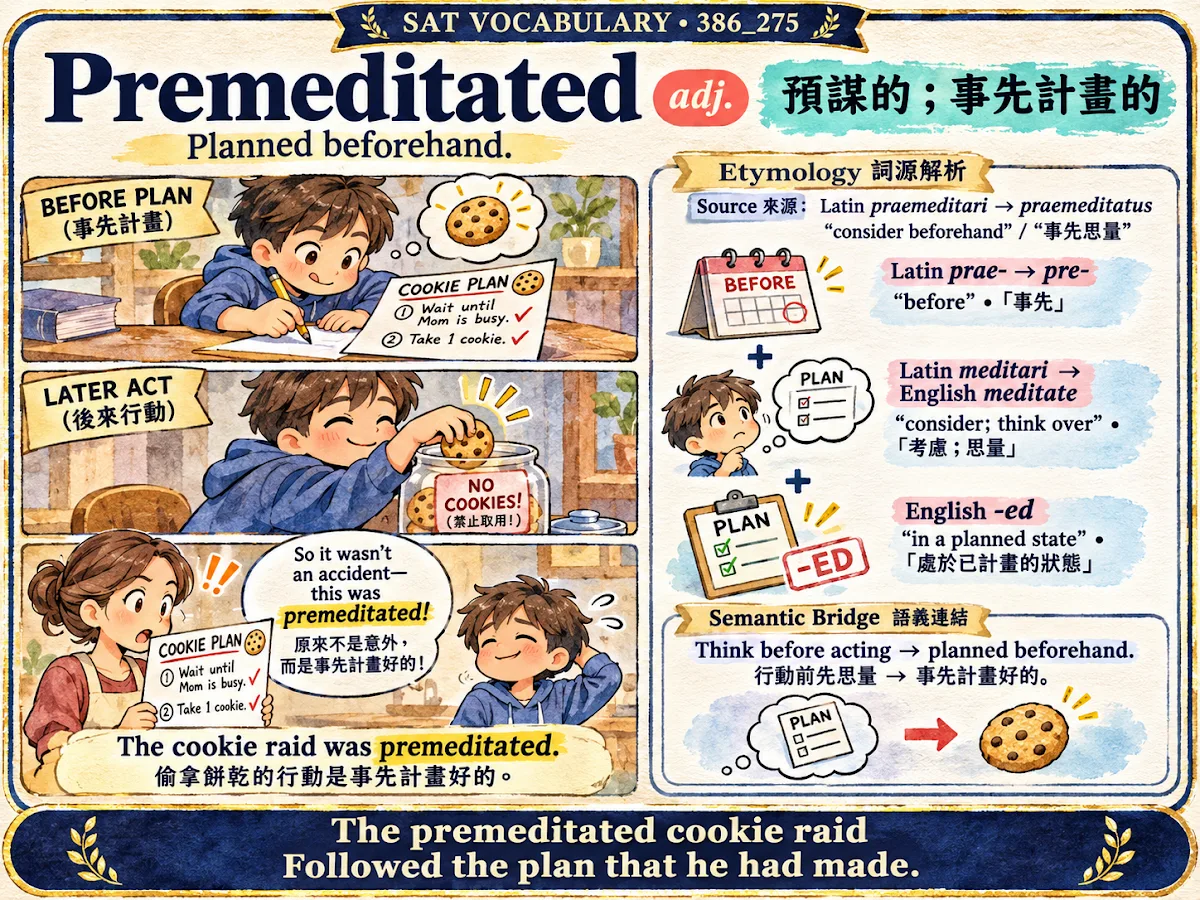 SAT VOCABULARY • 386_275
Premeditated
adj.
預謀的；事先計畫的
Planned beforehand.
BEFORE PLAN
(事先計畫)
COOKIE PLAN
① Wait until
Mom is busy. ✓
② Take 1 cookie. ✓
LATER ACT
(後來行動)
NO
COOKIES!
(禁止取用!)
So it wasn't
an accident—
this was
premeditated!
原來不是意外，
而是事先計畫好的！
COOKIE PLAN
① Wait until
Mom is busy. ✓
② Take 1 cookie. ✓
The cookie raid was premeditated.
偷拿餅乾的行動是事先計畫好的。
Etymology 詞源解析
Source 來源： Latin praemeditari → praemeditatus
“consider beforehand” / “事先思量”
BEFORE
Latin prae- → pre-
“before” •「事先」
+
PLAN
Latin meditari →
English meditate
“consider; think over” •
「考慮；思量」
+
PLAN
-ED
English -ed
“in a planned state” •
「處於已計畫的狀態」
Semantic Bridge 語義連結
Think before acting → planned beforehand.
行動前先思量 → 事先計畫好的。
PLAN
The premeditated cookie raid
Followed the plan that he had made.